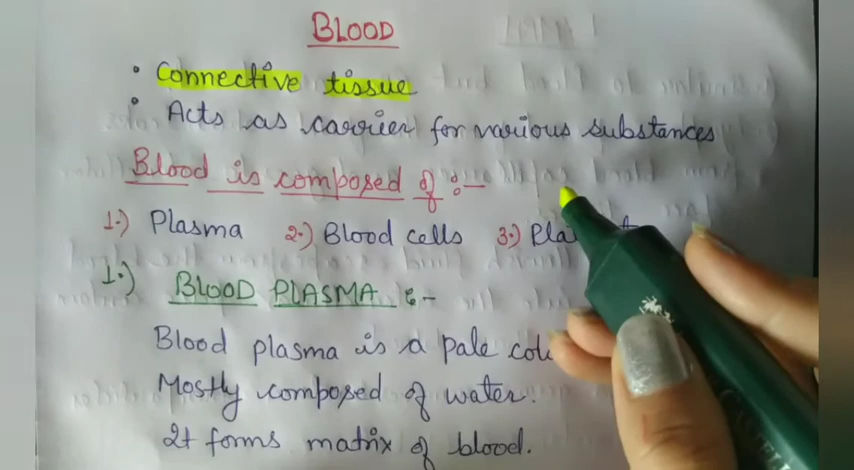 BLOOD
• Connective tissue
• Acts as carrier for various substances
Blood is composed of :-
1.) Plasma 2.) Blood cells 3.)
1.) BLOOD PLASMA :-
Blood plasma is a pale
Mostly composed of water.
It forms matrix of blood.